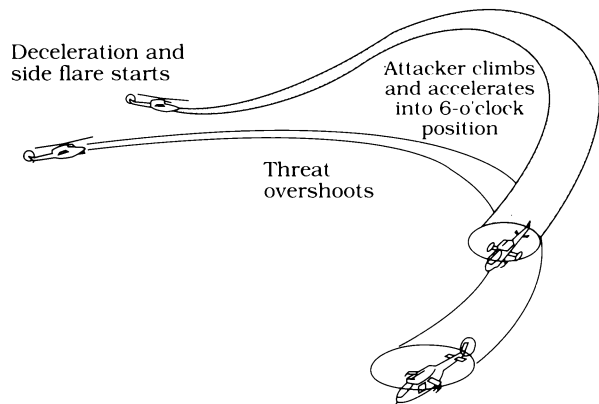 Deceleration and
side flare starts
Attacker climbs
and accelerates
into 6-o'clock
position
Threat
overshoots